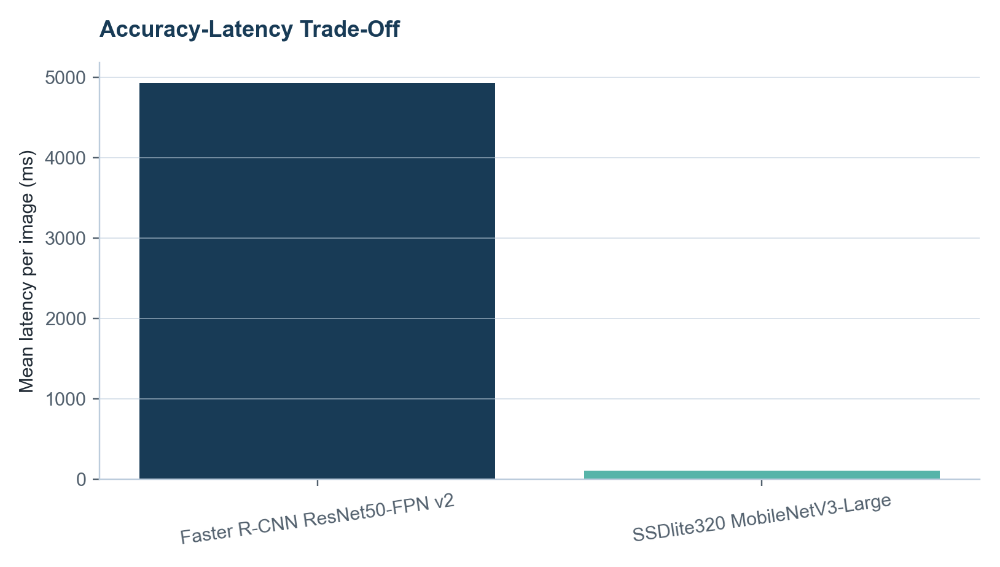 Accuracy-Latency Trade-Off
Mean latency per image (ms)
5000
4000
3000
2000
1000
0
Faster R-CNN ResNet50-FPN v2
SSDlite320 MobileNetV3-Large